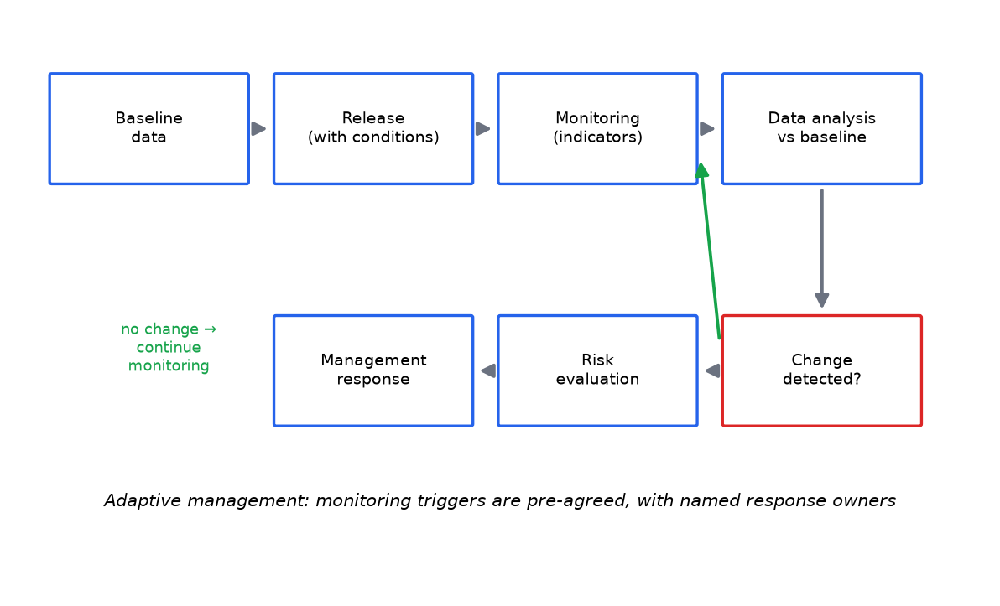 Baseline
data
Release
(with conditions)
Monitoring
(indicators)
Data analysis
vs baseline
no change →
continue
monitoring
Management
response
Risk
evaluation
Change
detected?
Adaptive management: monitoring triggers are pre-agreed, with named response owners